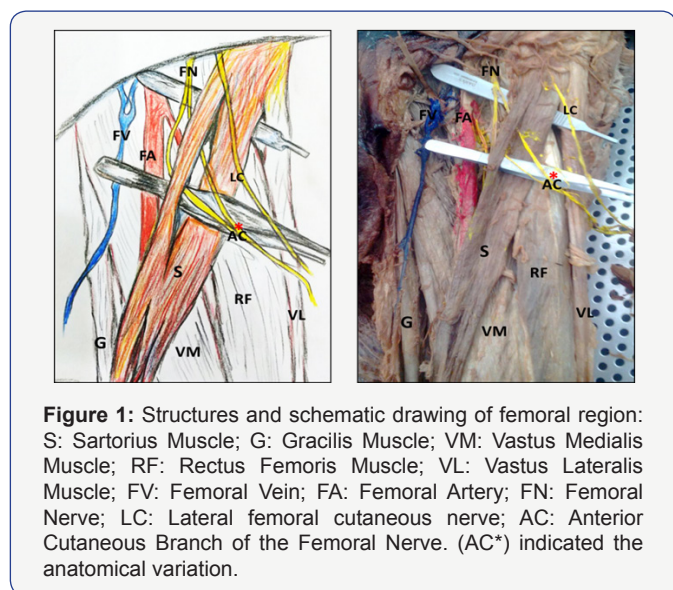 FN
FV
FA
LC
*
AC
S
RF
G
VM
VL
FN
FA
FV
LC
*
AC
S
RF
G
VM
VL
Figure 1: Structures and schematic drawing of femoral region:
S: Sartorius Muscle; G: Gracilis Muscle; VM: Vastus Medialis
Muscle; RF: Rectus Femoris Muscle; VL: Vastus Lateralis
Muscle; FV: Femoral Vein; FA: Femoral Artery; FN: Femoral
Nerve; LC: Lateral femoral cutaneous nerve; AC: Anterior
Cutaneous Branch of the Femoral Nerve. (AC*) indicated the
anatomical variation.